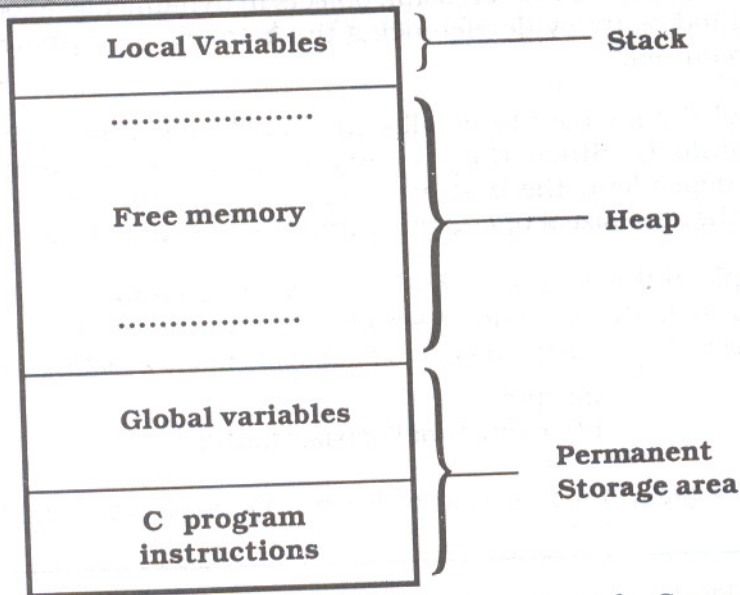 Local Variables
Stack
....................
Free memory
Heap
...................
Global variables
Permanent
Storage area
C program
instructions